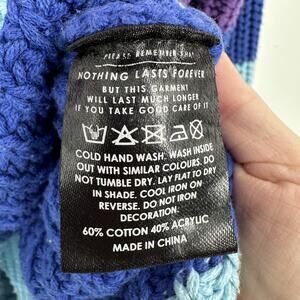 PLEASE REMEMBER THAT
NOTHING LASTS FOREVER
BUT THIS GARMENT
WILL LAST MUCH LONGER
IF YOU TAKE GOOD CARE OF IT
COLD HAND WASH. WASH INSIDE
OUT WITH SIMILAR COLOURS. DO
NOT TUMBLE DRY. LAY FLAT TO DRY
IN SHADE. COOL IRON ON
REVERSE. DO NOT IRON
DECORATION:
60% COTTON 40% ACRYLIC
MADE IN CHINA